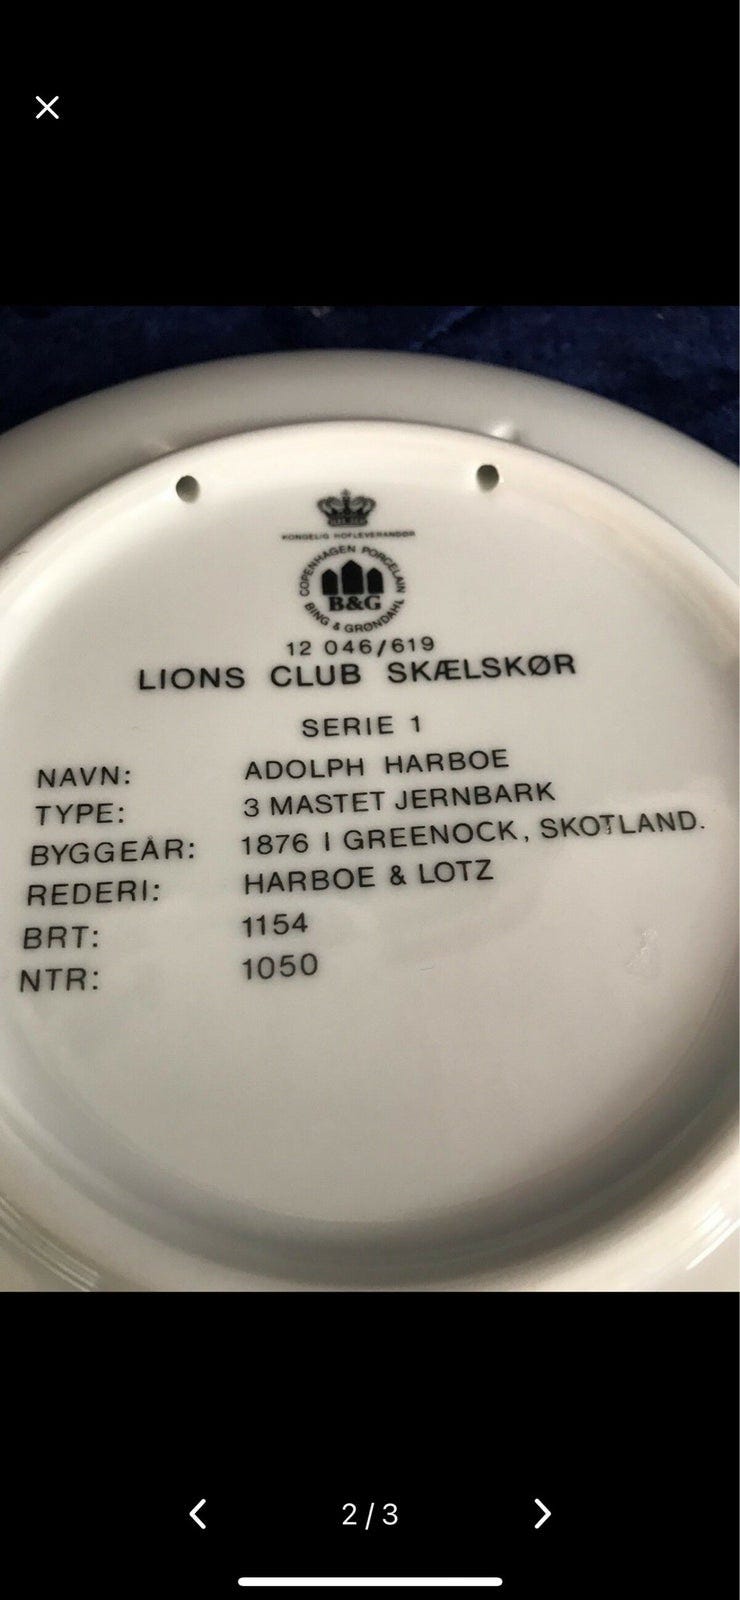 KONGELIG HOFLEVERANDØR
COPENHAGEN PORCELAIN
B&G
BING & GRØNDAHL
12 046/619
LIONS CLUB SKÆLSKØR
SERIE 1
NAVN: ADOLPH HARBOE
TYPE: 3 MASTET JERNBARK
BYGGEÅR: 1876 I GREENOCK, SKOTLAND.
REDERI: HARBOE & LOTZ
BRT: 1154
NTR: 1050
2/3